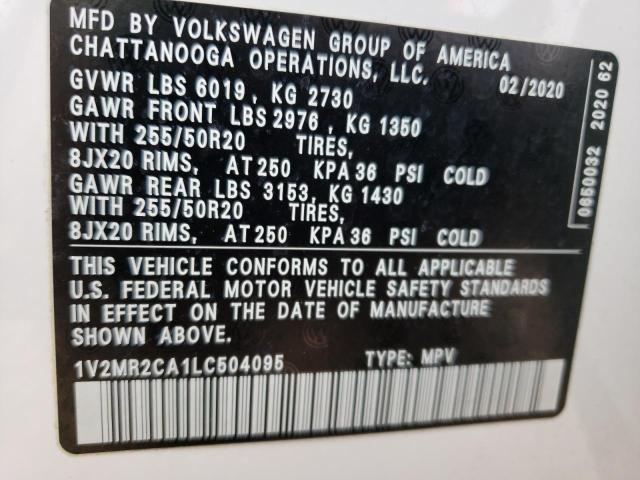 MFD BY VOLKSWAGEN GROUP OF AMERICA
CHATTANOOGA OPERATIONS, LLC.
02/2020
GVWR LBS 6019, KG 2730
GAWR FRONT LBS 2976, KG 1350
WITH 255/50R20 TIRES,
8JX20 RIMS, AT 250 KPA 36 PSI COLD
GAWR REAR LBS 3153, KG 1430
WITH 255/50R20 TIRES,
8JX20 RIMS, AT 250 KPA 36 PSI COLD
THIS VEHICLE CONFORMS TO ALL APPLICABLE
U.S. FEDERAL MOTOR VEHICLE SAFETY STANDARDS
IN EFFECT ON THE DATE OF MANUFACTURE
SHOWN ABOVE.
1V2MR2CA1LC504095 TYPE: MPV
0650032 2020 62